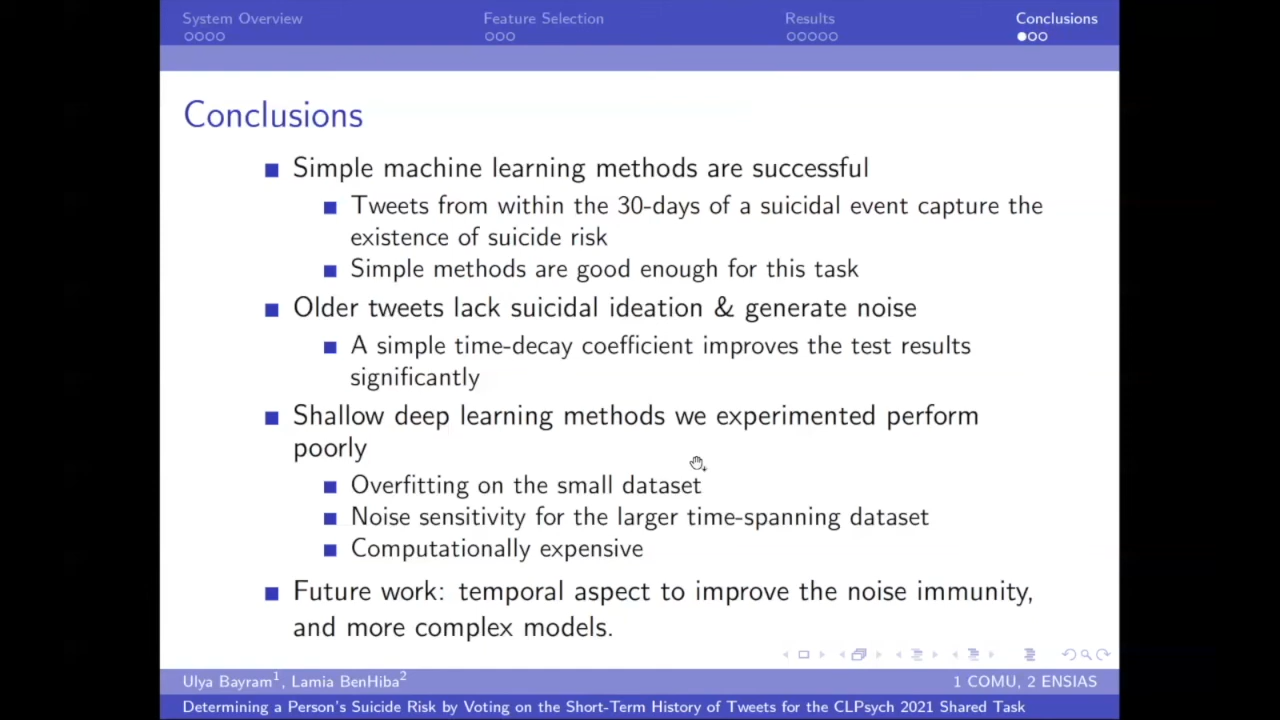 System Overview Feature Selection Results Conclusions
Conclusions
Simple machine learning methods are successful
Tweets from within the 30-days of a suicidal event capture the
existence of suicide risk
Simple methods are good enough for this task
Older tweets lack suicidal ideation & generate noise
A simple time-decay coefficient improves the test results
significantly
Shallow deep learning methods we experimented perform
poorly
Overfitting on the small dataset
Noise sensitivity for the larger time-spanning dataset
Computationally expensive
Future work: temporal aspect to improve the noise immunity,
and more complex models.
Ulya Bayram1, Lamia BenHiba2 1 COMU, 2 ENSIAS
Determining a Person's Suicide Risk by Voting on the Short-Term History of Tweets for the CLPsych 2021 Shared Task